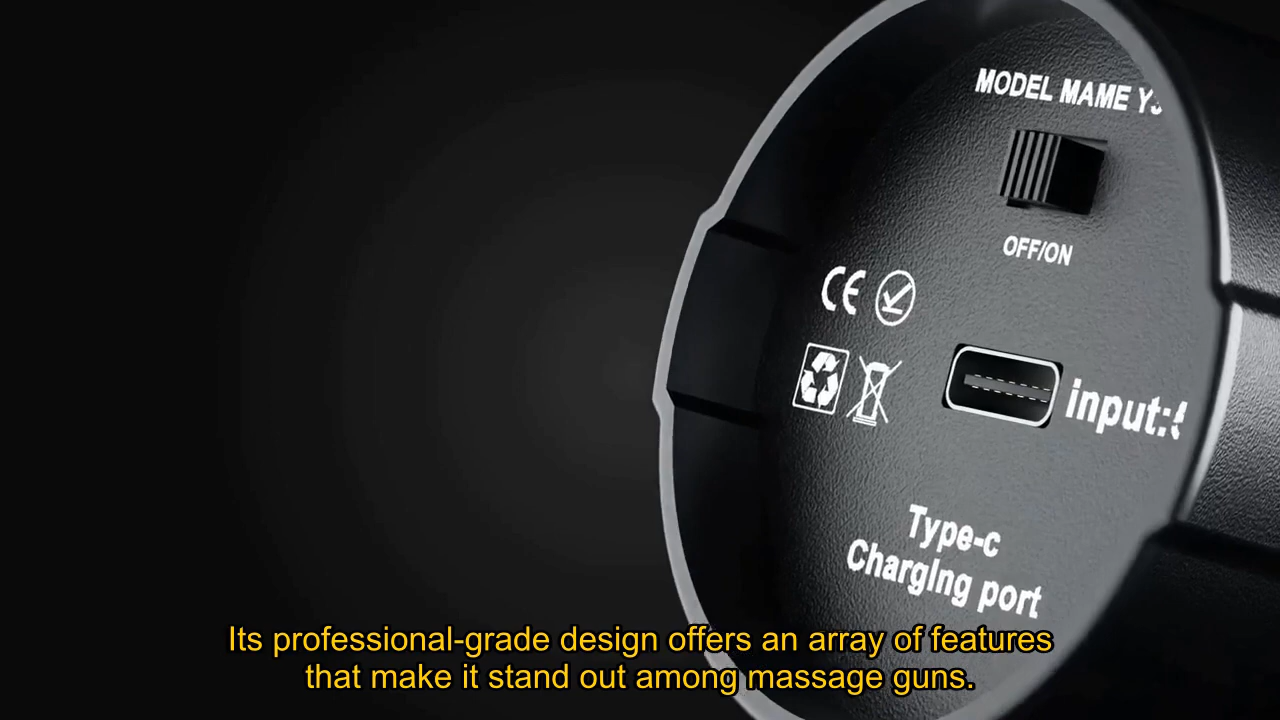 MODEL MAME
OFF/ON
CE
input:
Type-c
ChargIng port
Its professional-grade design offers an array of features
that make it stand out among massage guns.